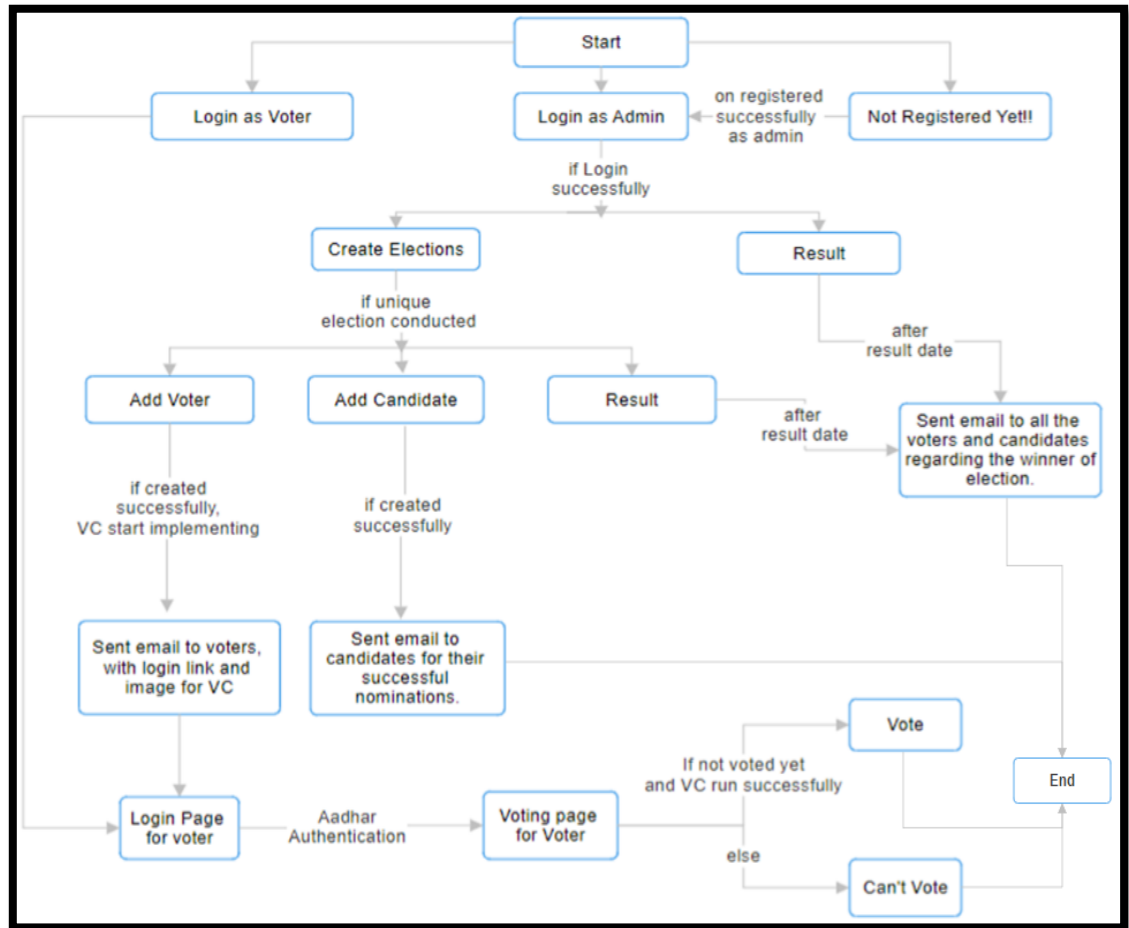 Start
Login as Voter
Login as Admin
on registered
successfully
as admin
Not Registered Yet!!
if Login
successfully
Create Elections
Result
if unique
election conducted
after
result date
Add Voter
Add Candidate
Result
after
result date
Sent email to all the
voters and candidates
regarding the winner of
election.
if created
successfully,
VC start implementing
if created
successfully
Sent email to voters,
with login link and
image for VC
Sent email to
candidates for their
successful
nominations.
Vote
If not voted yet
and VC run successfully
End
Login Page
for voter
Aadhar
Authentication
Voting page
for Voter
else
Can't Vote